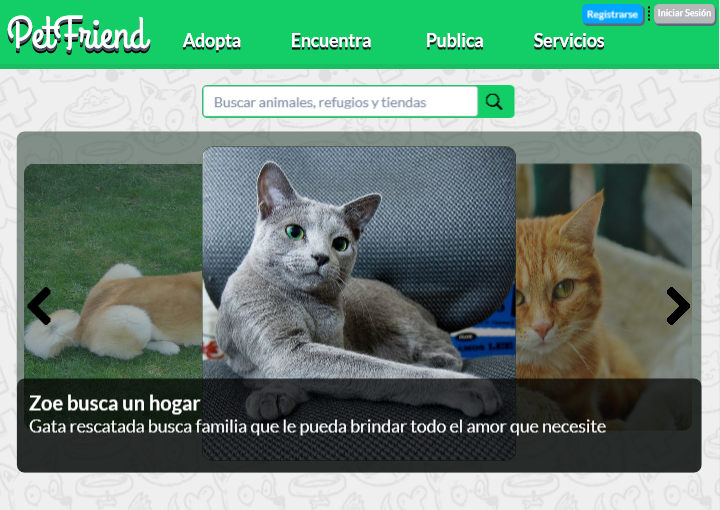 PetFriend
Registrarse
Iniciar Sesión
Adopta
Encuentra
Publica
Servicios
Buscar animales, refugios y tiendas
Zoe busca un hogar
Gata rescatada busca familia que le pueda brindar todo el amor que necesite